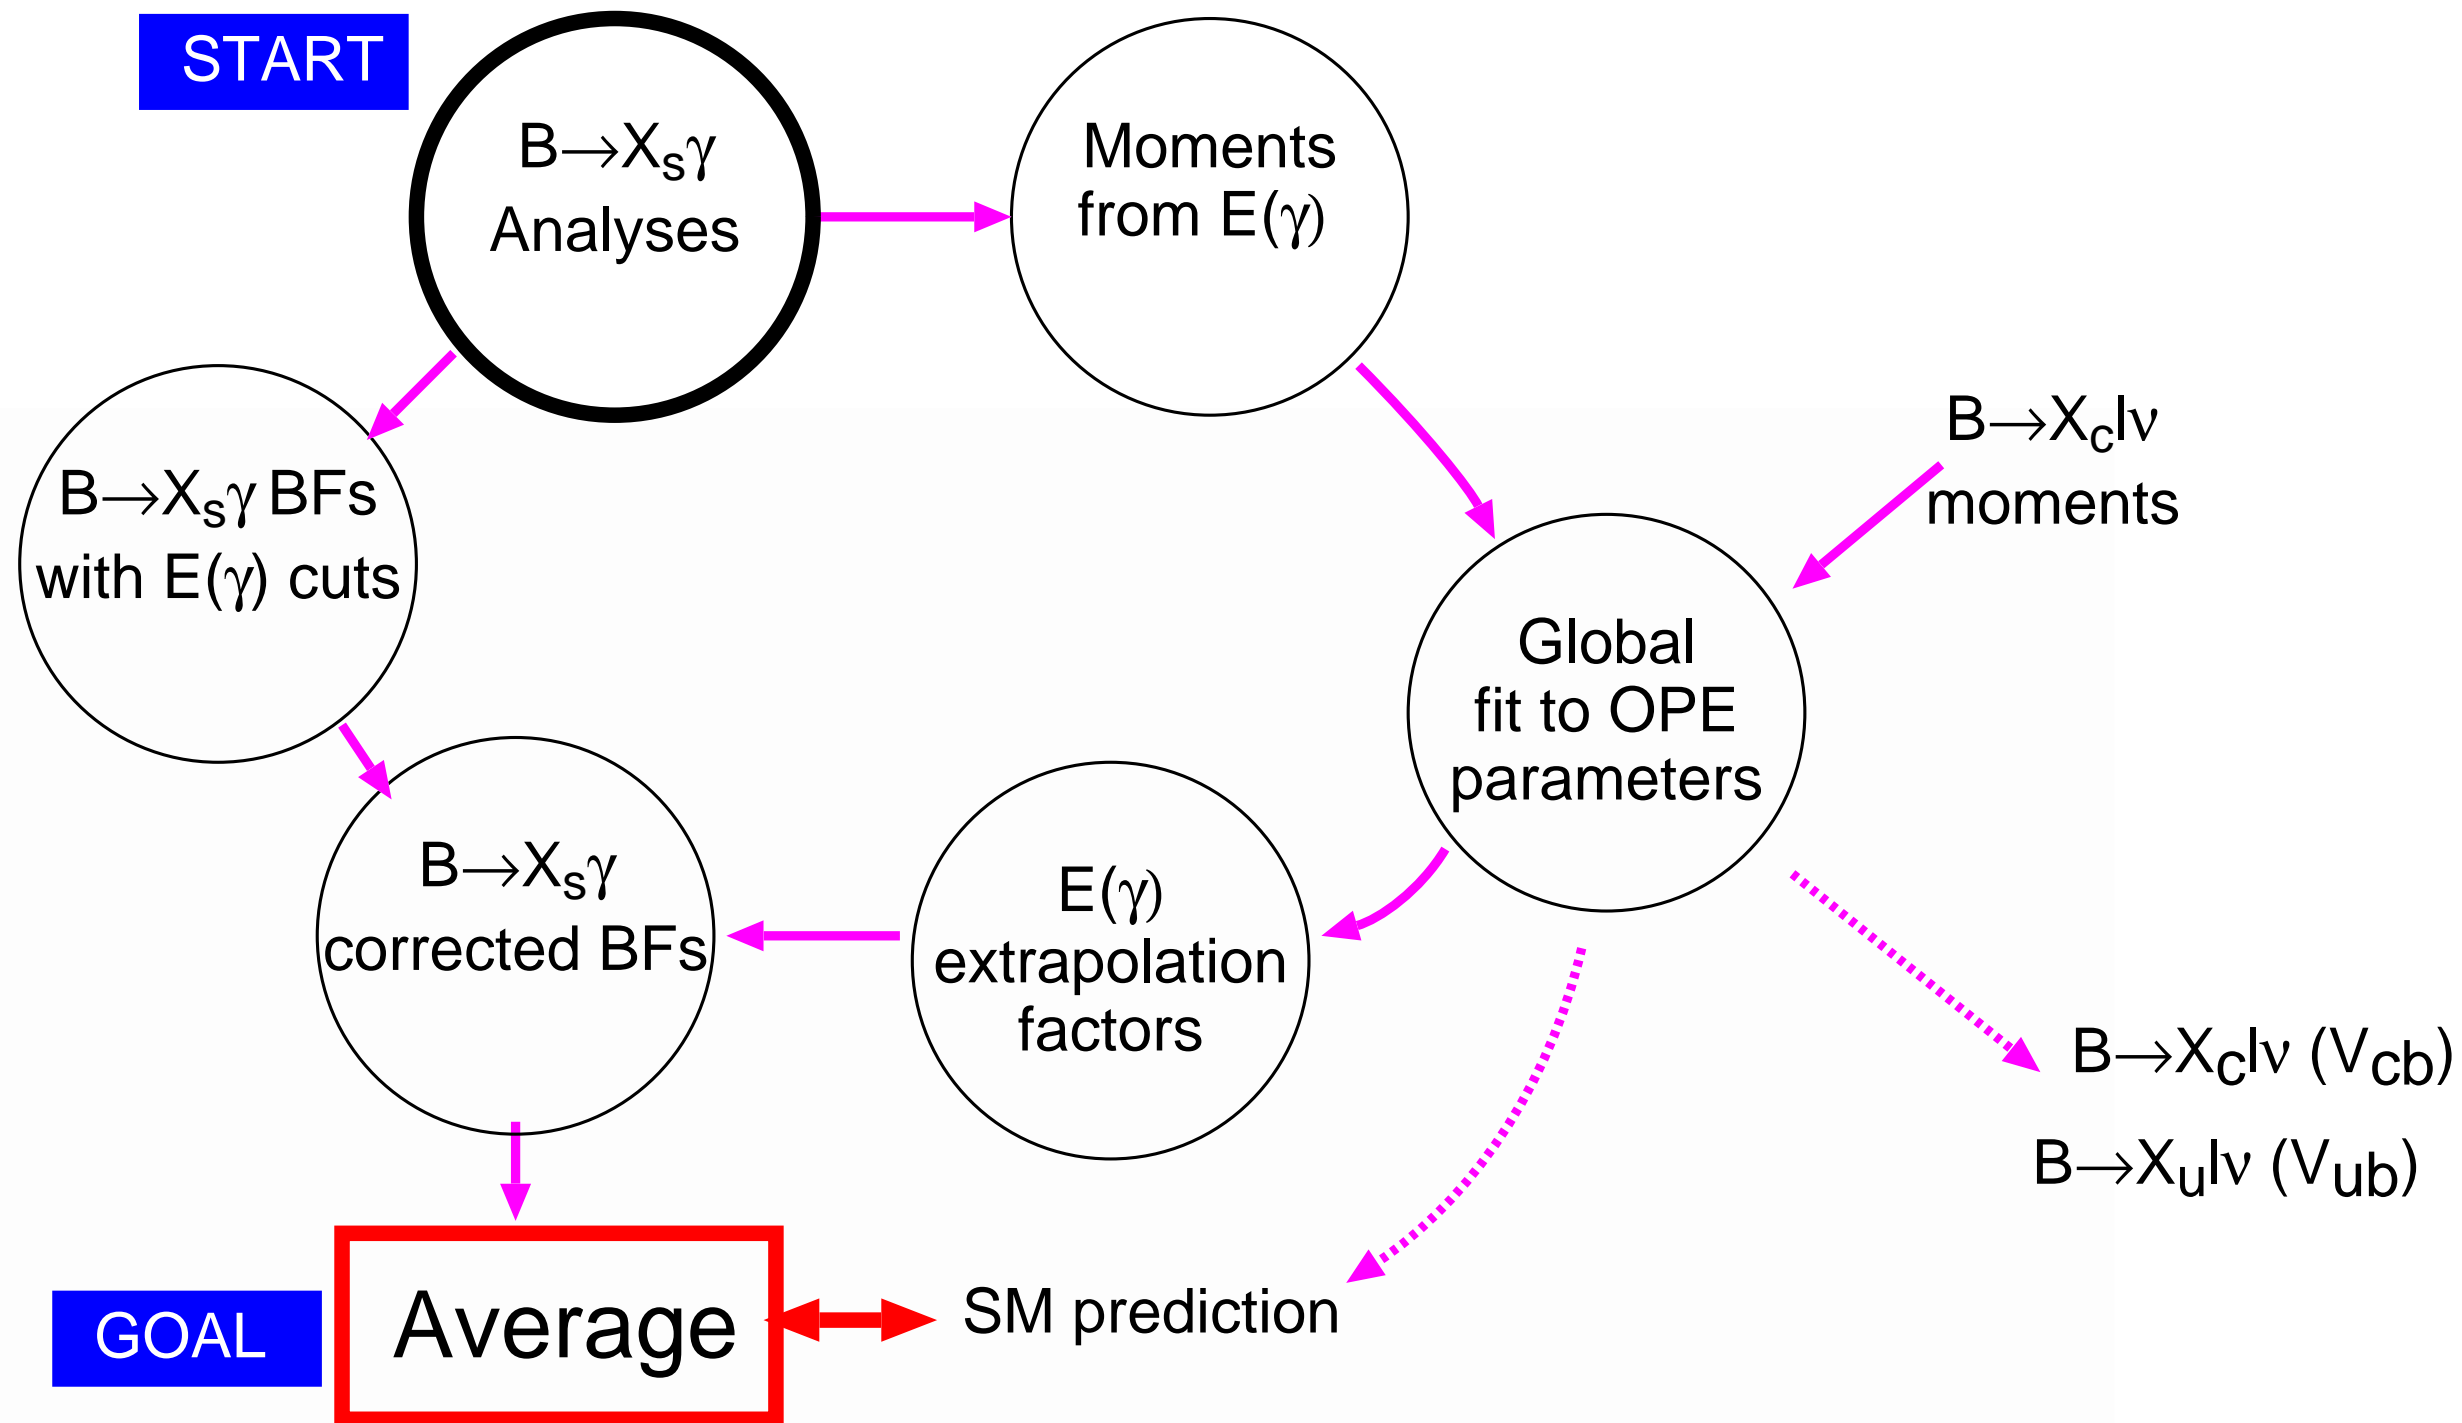 START
B→Xsγ
Analyses
Moments
from E(γ)
B→Xclν
moments
B→Xsγ BFs
with E(γ) cuts
Global
fit to OPE
parameters
B→Xsγ
corrected BFs
E(γ)
extrapolation
factors
B→Xclν (Vcb)
B→Xulν (Vub)
GOAL
Average
SM prediction